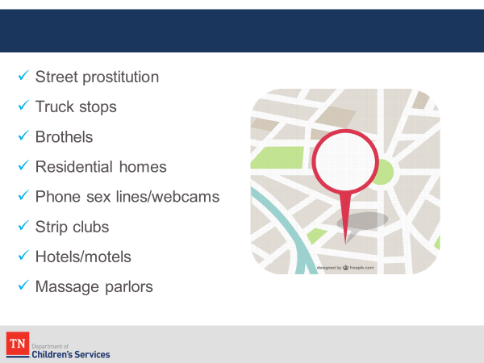 Street prostitution
Truck stops
Brothels
Residential homes
Phone sex lines/webcams
Strip clubs
Hotels/motels
Massage parlors
designed by freepik.com
TN
Department of
Children's Services